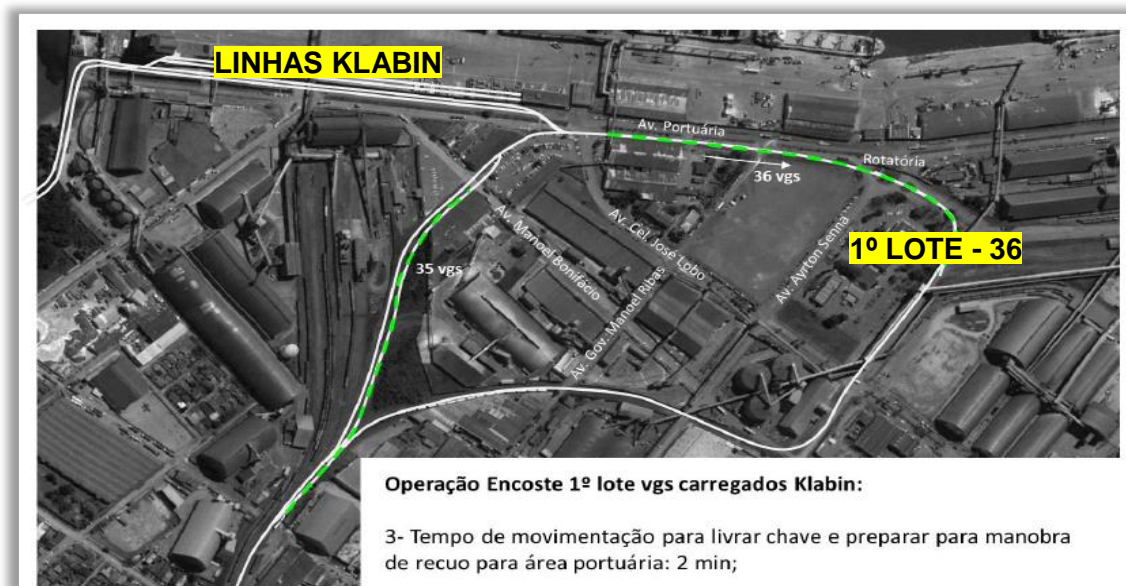 LINHAS KLABIN
Av. Portuária
Rotatória
36 vgs
1º LOTE - 36
Av. Cel. José Lobo
Av. Manoel Bonifácio
Av. Ayrton Senna
35 vgs
Av. Gov. Manoel Ribas
Operação Encoste 1º lote vgs carregados Klabin:
3- Tempo de movimentação para livrar chave e preparar para manobra
de recuo para área portuária: 2 min;